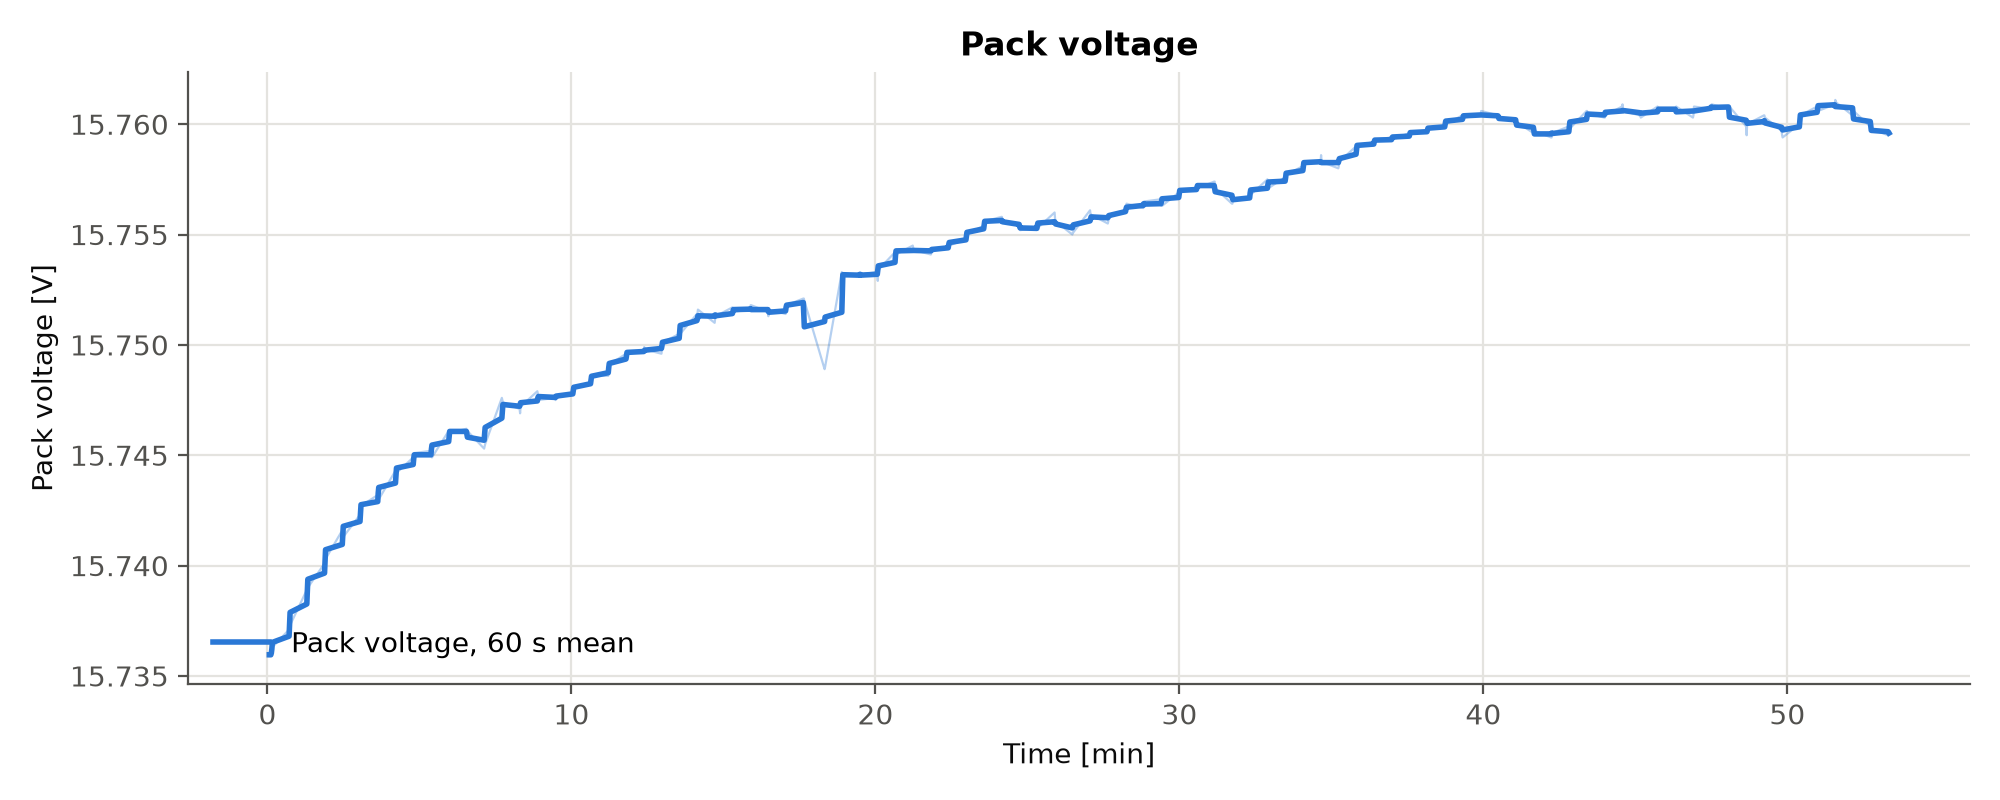 Pack voltage
Pack voltage [V]
15.760
15.755
15.750
15.745
15.740
15.735
Pack voltage, 60 s mean
0 10 20 30 40 50
Time [min]